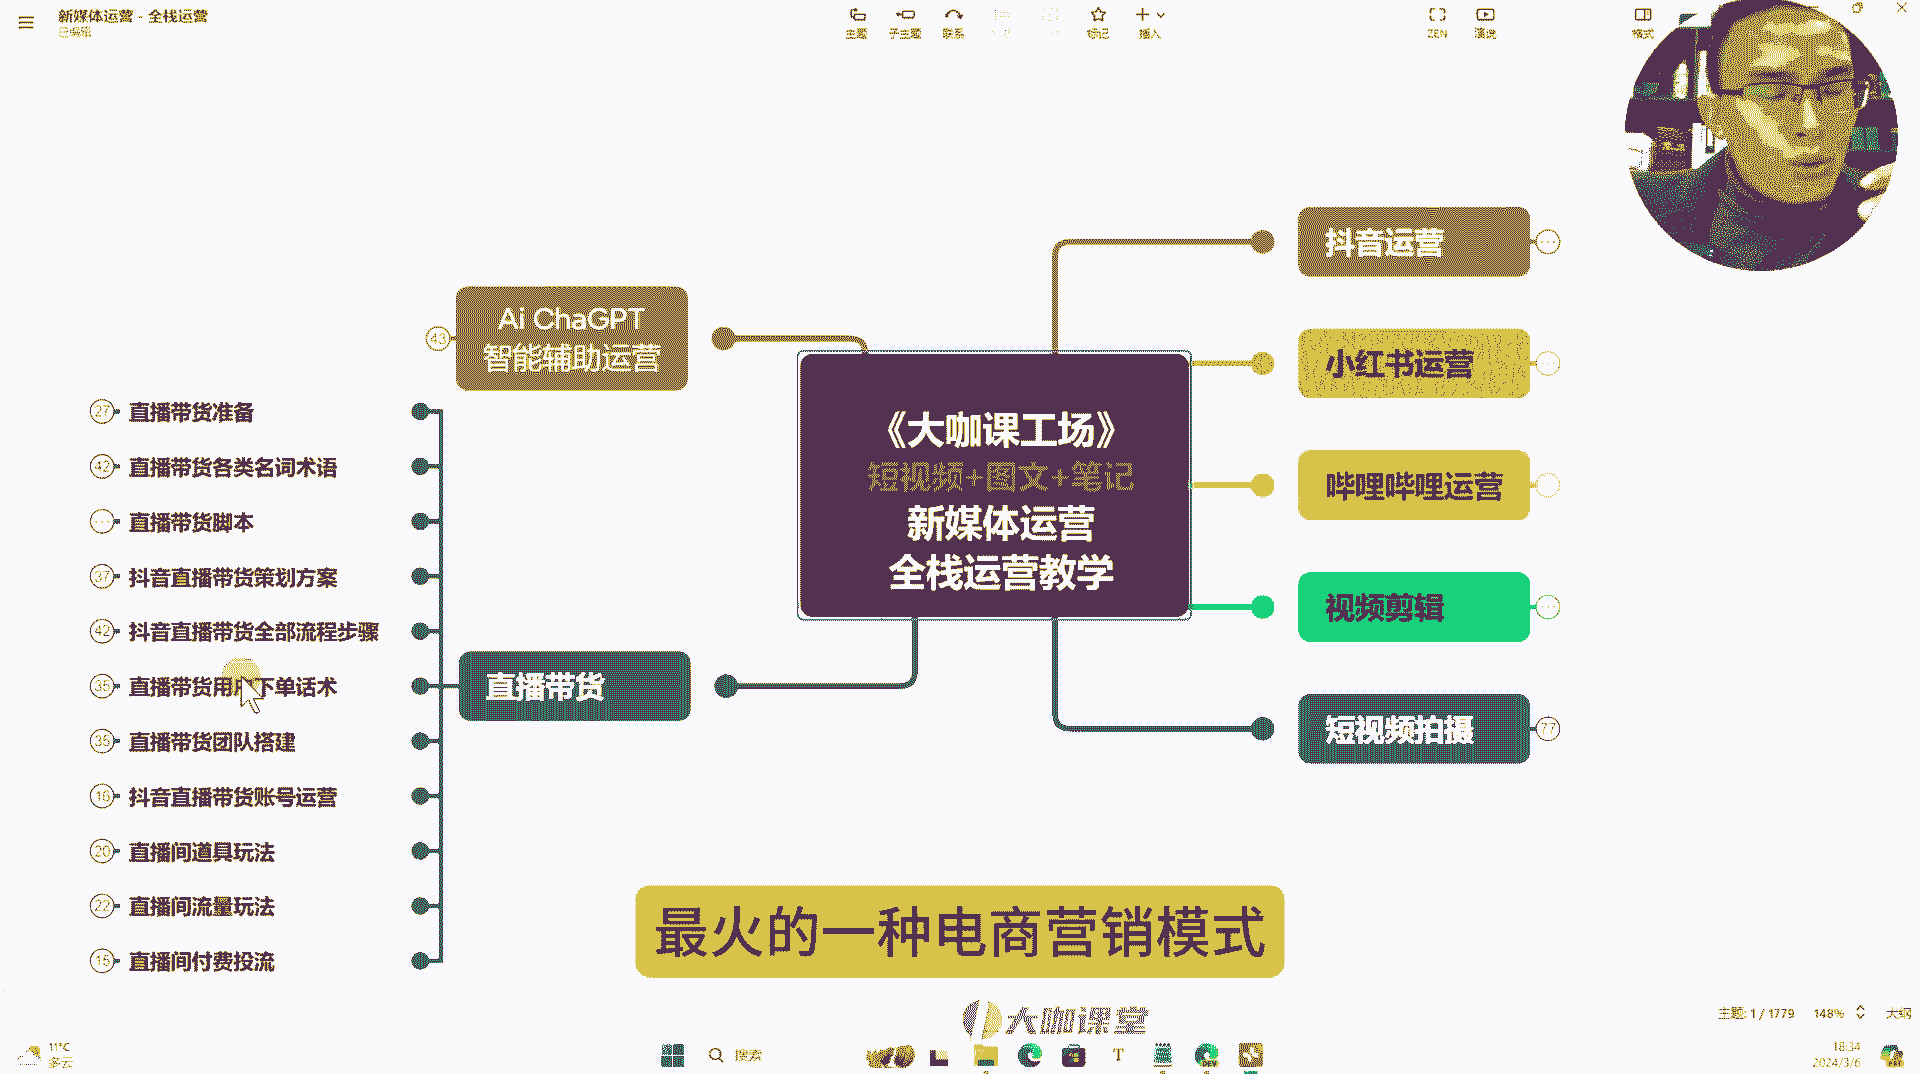 新媒体运营 - 全栈运营
已编辑
主题
子主题
联系
标记
插入
ZEN
演说
格式
抖音运营
小红书运营
哔哩哔哩运营
视频剪辑
短视频拍摄
77
《大咖课工场》
短视频+图文+笔记
新媒体运营
全栈运营教学
Ai ChaGPT
智能辅助运营
43
直播带货
27 直播带货准备
42 直播带货各类名词术语
直播带货脚本
37 抖音直播带货策划方案
42 抖音直播带货全部流程步骤
35 直播带货用户下单话术
35 直播带货团队搭建
16 抖音直播带货账号运营
20 直播间道具玩法
22 直播间流量玩法
15 直播间付费投流
最火的一种电商营销模式
大咖课堂
主题: 1 / 1779
148%
大纲
11°C
多云
搜索
T
DEV
18:34
2024/3/6